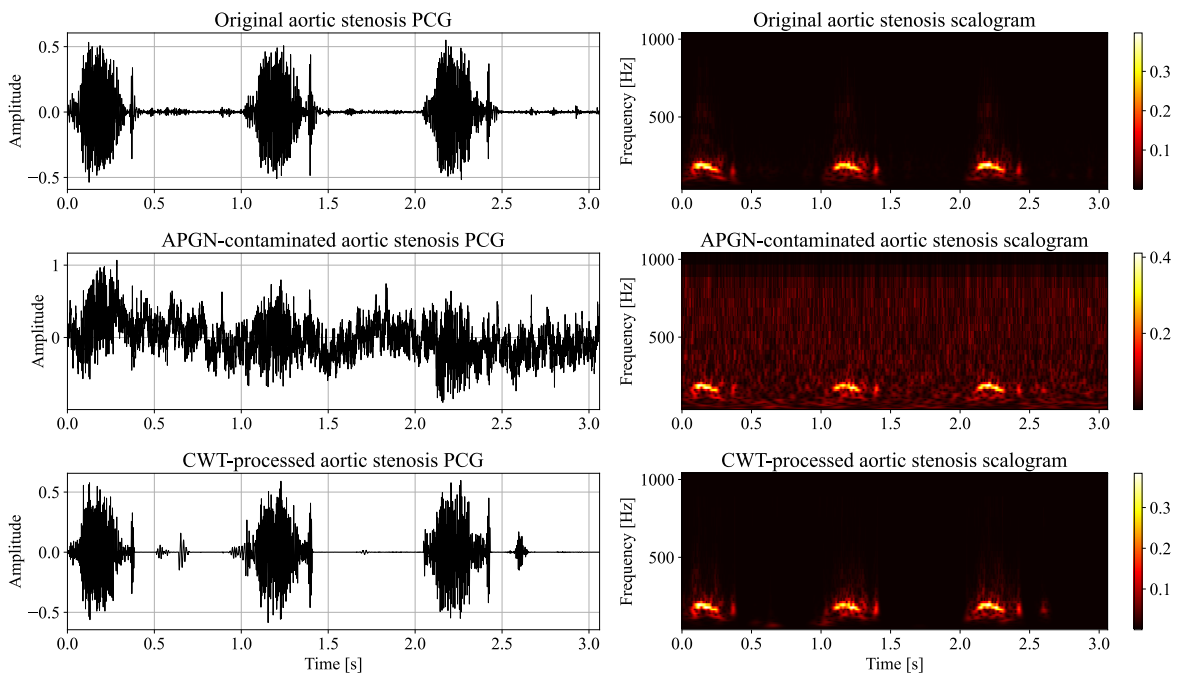 Original aortic stenosis PCG
Amplitude
0.5
0.0
−0.5
0.0 0.5 1.0 1.5 2.0 2.5 3.0
Original aortic stenosis scalogram
Frequency [Hz]
1000
500
0.0 0.5 1.0 1.5 2.0 2.5 3.0
0.3
0.2
0.1
APGN-contaminated aortic stenosis PCG
Amplitude
1
0
0.0 0.5 1.0 1.5 2.0 2.5 3.0
APGN-contaminated aortic stenosis scalogram
Frequency [Hz]
1000
500
0.0 0.5 1.0 1.5 2.0 2.5 3.0
0.4
0.2
CWT-processed aortic stenosis PCG
Amplitude
0.5
0.0
−0.5
0.0 0.5 1.0 1.5 2.0 2.5 3.0
Time [s]
CWT-processed aortic stenosis scalogram
Frequency [Hz]
1000
500
0.0 0.5 1.0 1.5 2.0 2.5 3.0
Time [s]
0.3
0.2
0.1